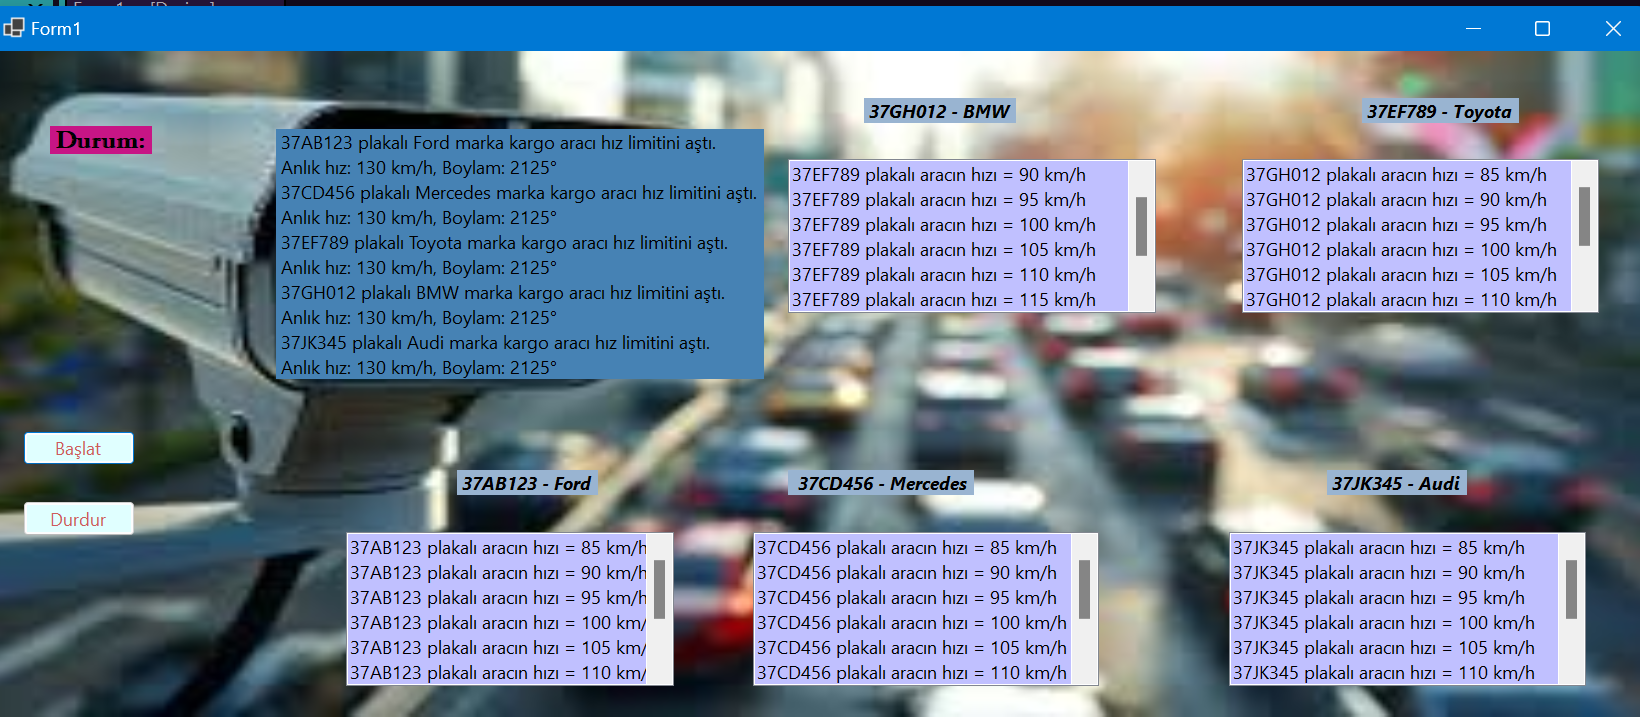 Form1
Durum:
37AB123 plakalı Ford marka kargo aracı hız limitini aştı.
Anlık hız: 130 km/h, Boylam: 2125°
37CD456 plakalı Mercedes marka kargo aracı hız limitini aştı.
Anlık hız: 130 km/h, Boylam: 2125°
37EF789 plakalı Toyota marka kargo aracı hız limitini aştı.
Anlık hız: 130 km/h, Boylam: 2125°
37GH012 plakalı BMW marka kargo aracı hız limitini aştı.
Anlık hız: 130 km/h, Boylam: 2125°
37JK345 plakalı Audi marka kargo aracı hız limitini aştı.
Anlık hız: 130 km/h, Boylam: 2125°
37GH012 - BMW
37EF789 plakalı aracın hızı = 90 km/h
37EF789 plakalı aracın hızı = 95 km/h
37EF789 plakalı aracın hızı = 100 km/h
37EF789 plakalı aracın hızı = 105 km/h
37EF789 plakalı aracın hızı = 110 km/h
37EF789 plakalı aracın hızı = 115 km/h
37EF789 - Toyota
37GH012 plakalı aracın hızı = 85 km/h
37GH012 plakalı aracın hızı = 90 km/h
37GH012 plakalı aracın hızı = 95 km/h
37GH012 plakalı aracın hızı = 100 km/h
37GH012 plakalı aracın hızı = 105 km/h
37GH012 plakalı aracın hızı = 110 km/h
Başlat
Durdur
37AB123 - Ford
37AB123 plakalı aracın hızı = 85 km/h
37AB123 plakalı aracın hızı = 90 km/h
37AB123 plakalı aracın hızı = 95 km/h
37AB123 plakalı aracın hızı = 100 km/
37AB123 plakalı aracın hızı = 105 km/
37AB123 plakalı aracın hızı = 110 km/
37CD456 - Mercedes
37CD456 plakalı aracın hızı = 85 km/h
37CD456 plakalı aracın hızı = 90 km/h
37CD456 plakalı aracın hızı = 95 km/h
37CD456 plakalı aracın hızı = 100 km/h
37CD456 plakalı aracın hızı = 105 km/h
37CD456 plakalı aracın hızı = 110 km/h
37JK345 - Audi
37JK345 plakalı aracın hızı = 85 km/h
37JK345 plakalı aracın hızı = 90 km/h
37JK345 plakalı aracın hızı = 95 km/h
37JK345 plakalı aracın hızı = 100 km/h
37JK345 plakalı aracın hızı = 105 km/h
37JK345 plakalı aracın hızı = 110 km/h